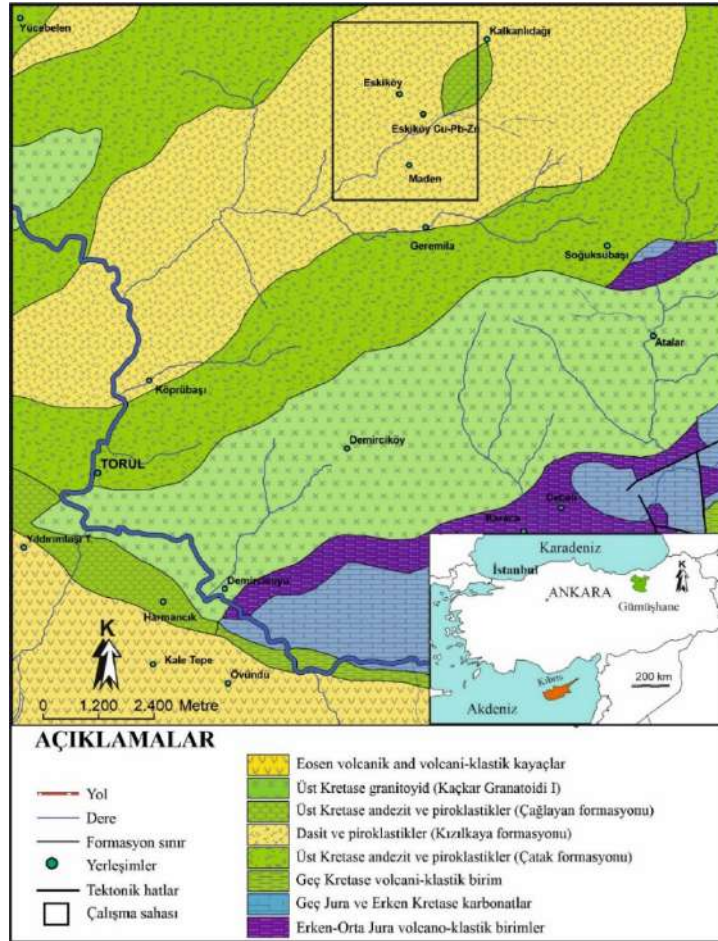 Yücebelen
Kalkanlıdağı
Eskiköy
Eskiköy Cu-Pb-Zn
Maden
Geremila
Soğuksubaşı
Atalar
Köprübaşı
Demirciköy
TORUL
Cebeli
Karaca
Yıldırımtaşı T.
Demirciküyü
Harmancık
K
Kale Tepe
Övündü
0 1.200 2.400 Metre
Karadeniz
İstanbul
K
ANKARA
Gümüşhane
Kıbrıs
200 km
Akdeniz
AÇIKLAMALAR
Yol
Dere
Formasyon sınır
Yerleşimler
Tektonik hatlar
Çalışma sahası
Eosen volcanik and volcani-klastik kayaçlar
Üst Kretase granitoyid (Kaçkar Granatoidi I)
Üst Kretase andezit ve piroklastikler (Çağlayan formasyonu)
Dasit ve piroklastikler (Kızılkaya formasyonu)
Üst Kretase andezit ve piroklastikler (Çatak formasyonu)
Geç Kretase volcani-klastik birim
Geç Jura ve Erken Kretase karbonatlar
Erken-Orta Jura volcano-klastik birimler